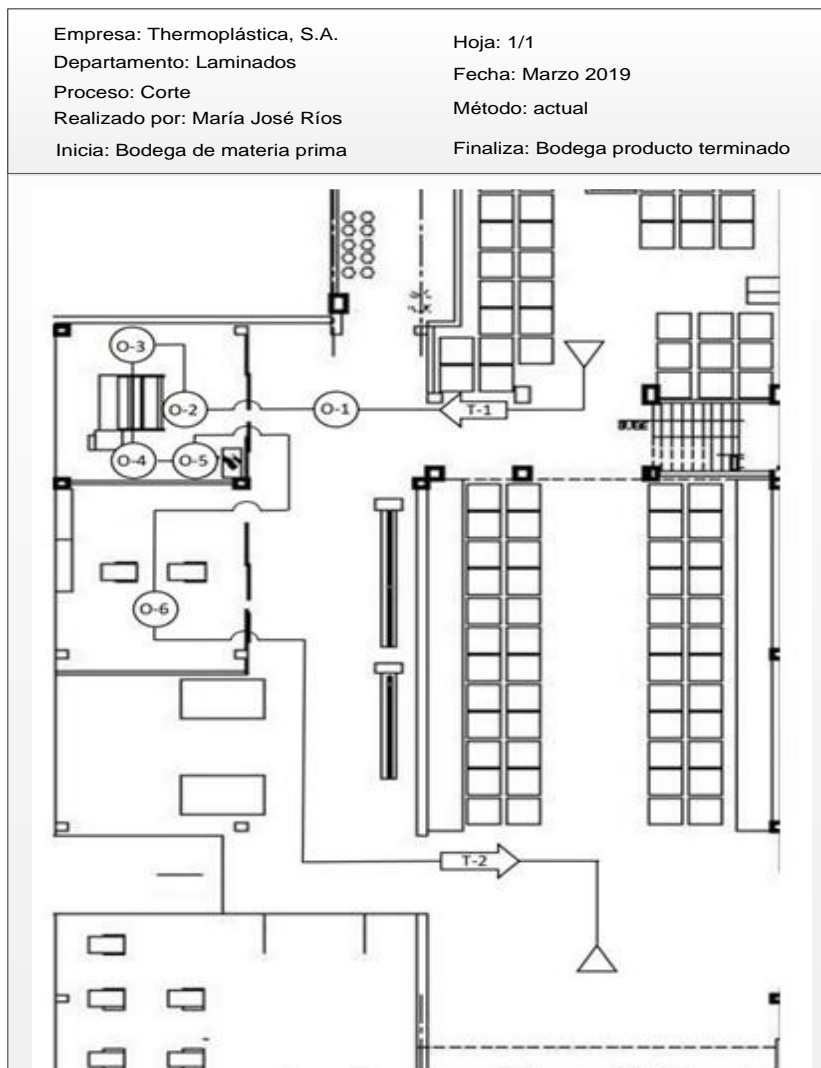 Empresa: Thermoplástica, S.A.
Departamento: Laminados
Proceso: Corte
Realizado por: María José Ríos
Inicia: Bodega de materia prima
Hoja: 1/1
Fecha: Marzo 2019
Método: actual
Finaliza: Bodega producto terminado
O-3
O-2
O-1
T-1
O-4
O-5
O-6
T-2